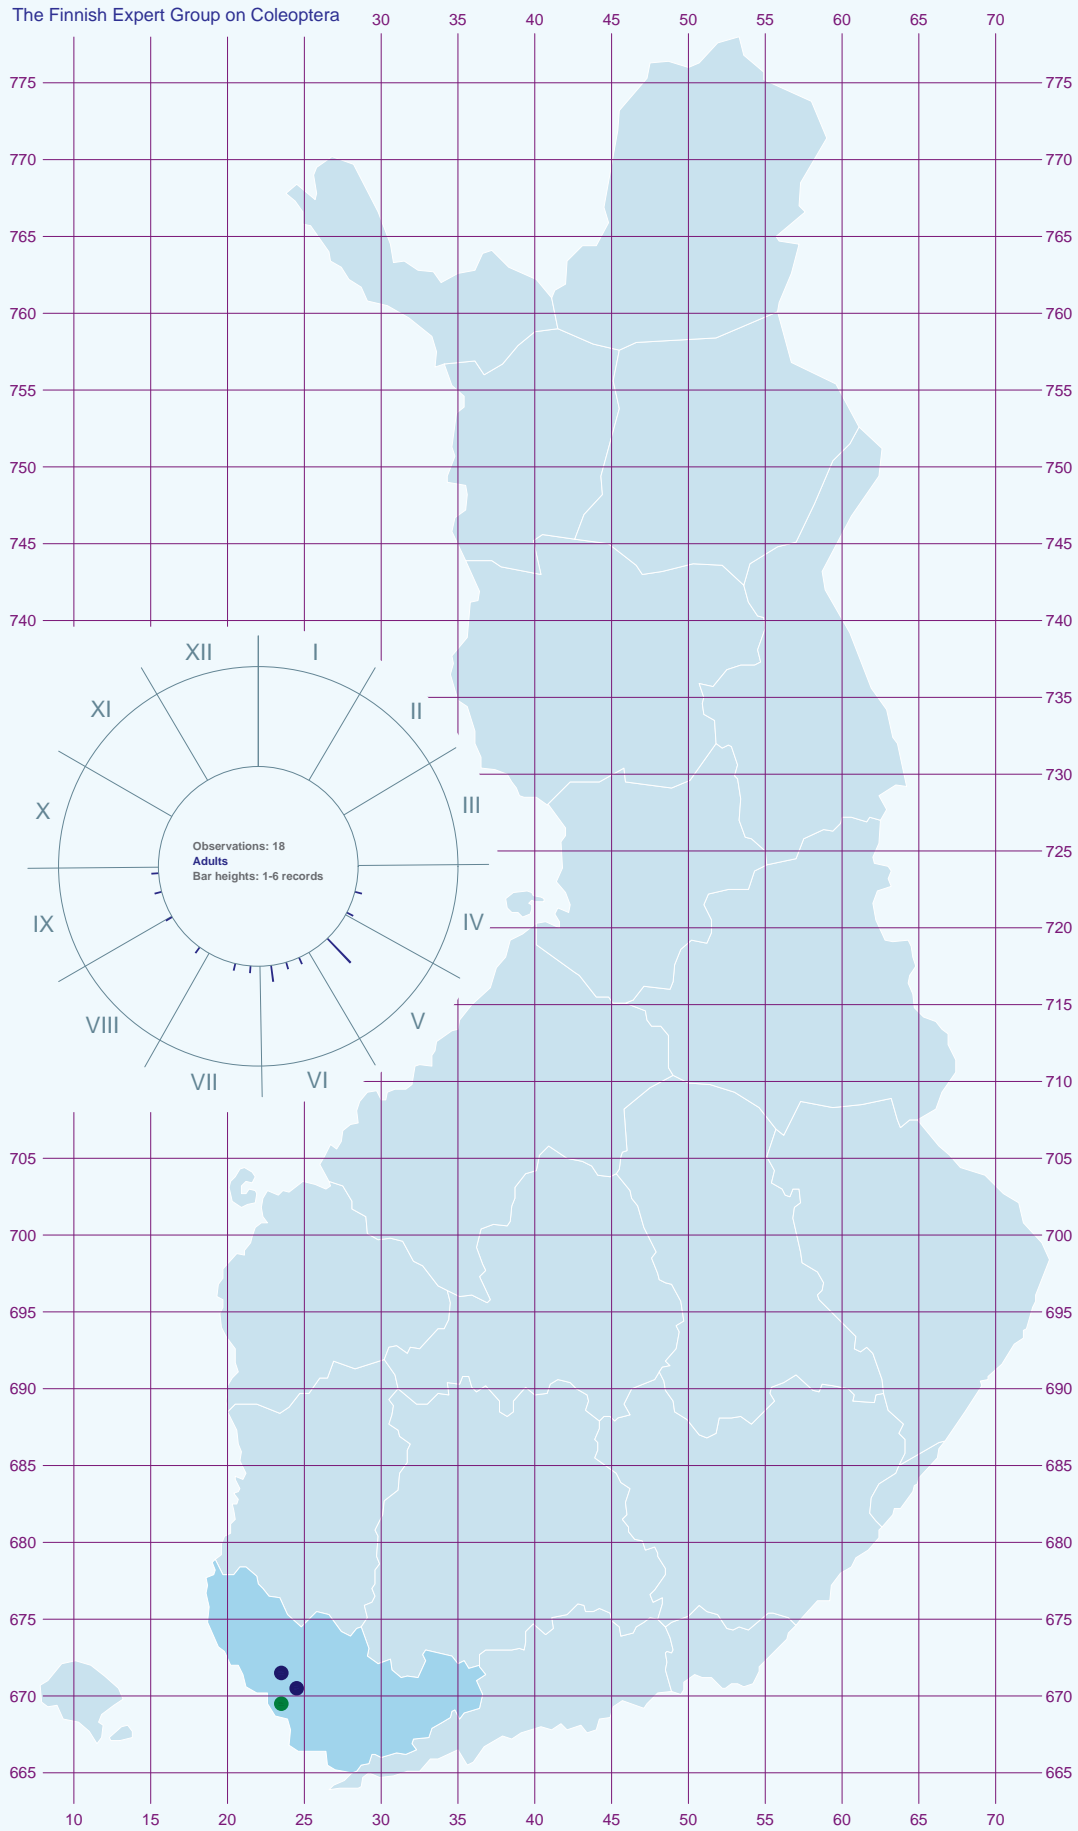 The Finnish Expert Group on Coleoptera
30 35 40 45 50 55 60 65 70
775 775
770 770
765 765
760 760
755 755
750 750
745 745
740 740
XII I
XI II
735
730
X III
725
Observations: 18
Adults
Bar heights: 1-6 records
IX IV
720
715
VIII V
VII VI
710
705 705
700 700
695 695
690 690
685 685
680 680
675 675
670 670
665 665
10 15 20 25 30 35 40 45 50 55 60 65 70